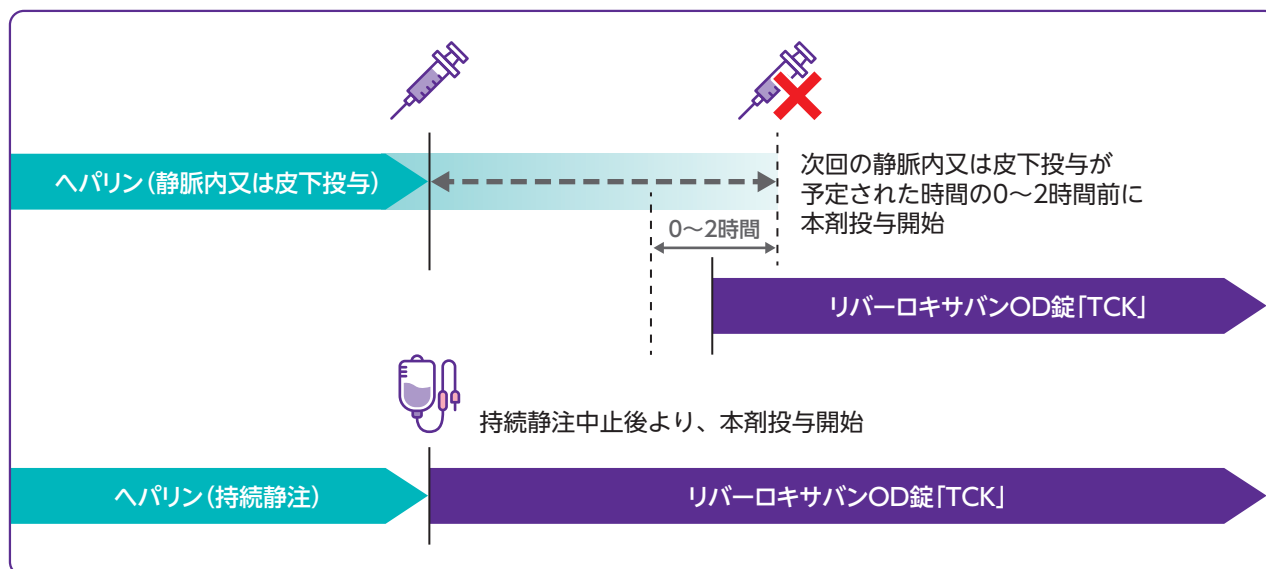 ヘパリン（静脈内又は皮下投与）
次回の静脈内又は皮下投与が
予定された時間の0〜2時間前に
本剤投与開始
0〜2時間
リバーロキサバンOD錠「TCK」
持続静注中止後より、本剤投与開始
ヘパリン（持続静注）
リバーロキサバンOD錠「TCK」